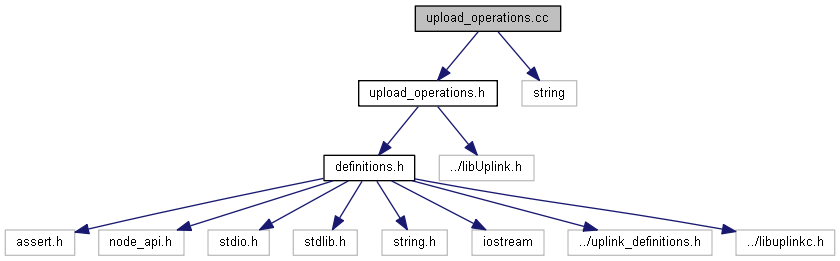 upload_operations.cc
upload_operations.h
string
definitions.h
../libUplink.h
assert.h
node_api.h
stdio.h
stdlib.h
string.h
iostream
../uplink_definitions.h
../libuplinkc.h